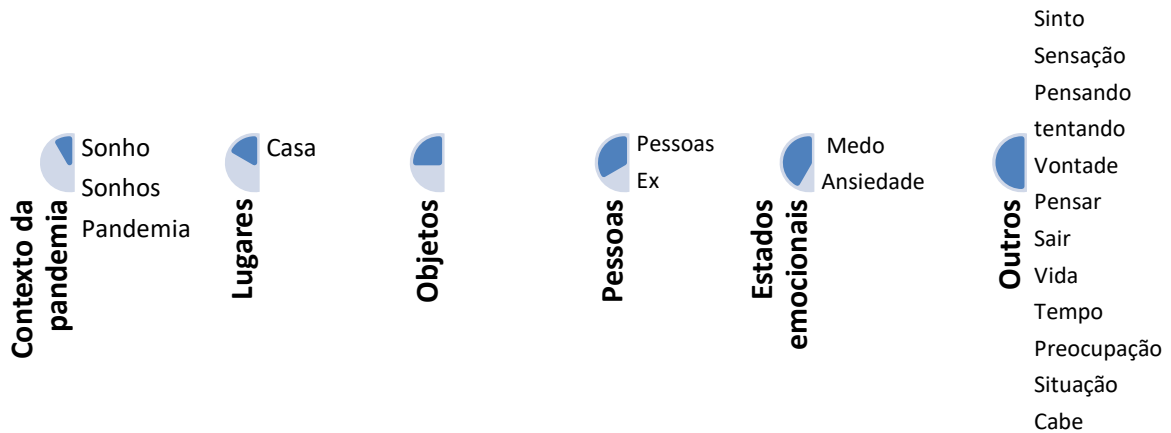 Contexto da
pandemia
Sonho
Sonhos
Pandemia
Lugares
Casa
Objetos
Pessoas
Pessoas
Ex
Estados
emocionais
Medo
Ansiedade
Outros
Sinto
Sensação
Pensando
tentando
Vontade
Pensar
Sair
Vida
Tempo
Preocupação
Situação
Cabe